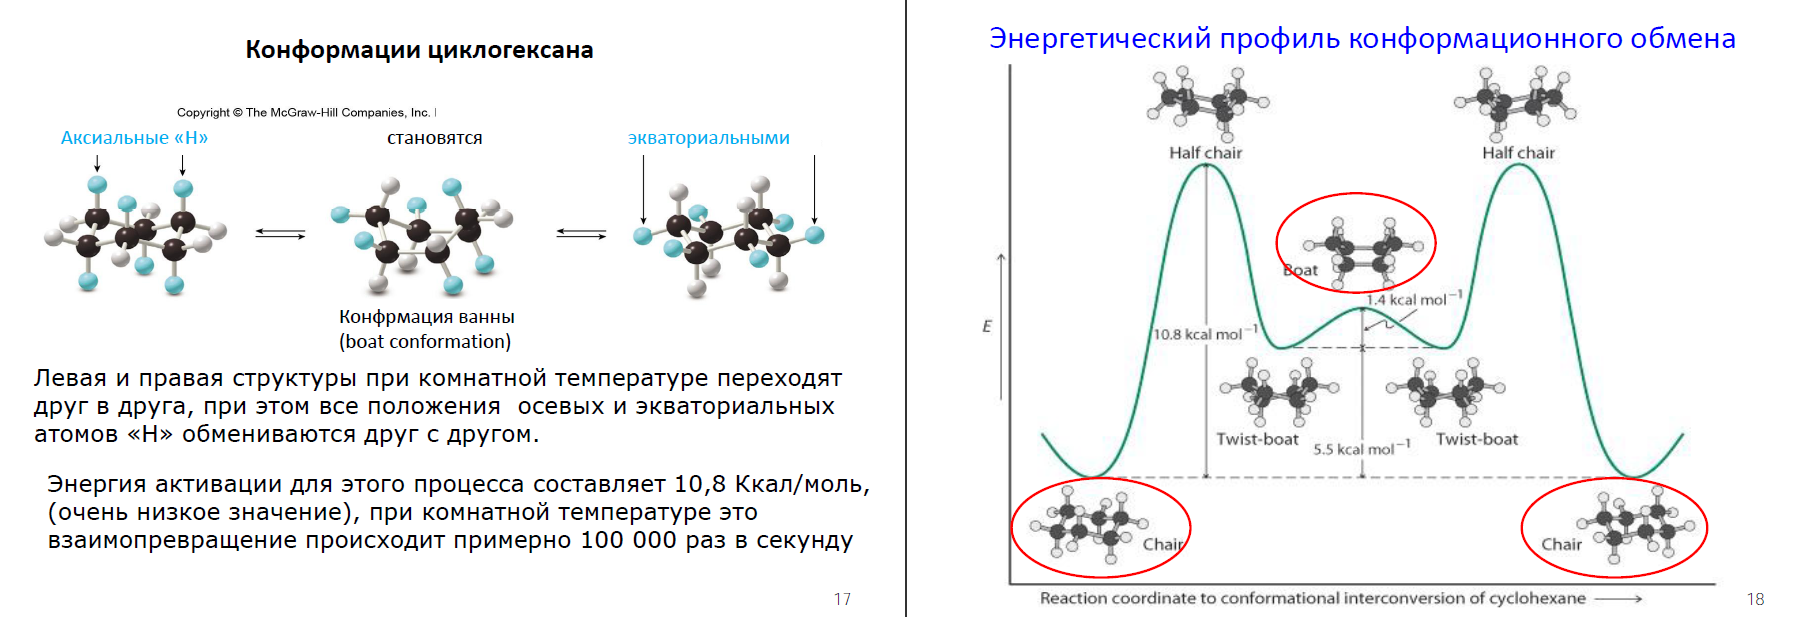 Конформации циклогексана
Copyright © The McGraw-Hill Companies, Inc.
Аксиальные «Н» становятся экваториальными
Конфрмация ванны
(boat conformation)
Левая и правая структуры при комнатной температуре переходят
друг в друга, при этом все положения осевых и экваториальных
атомов «Н» обмениваются друг с другом.
Энергия активации для этого процесса составляет 10,8 Ккал/моль,
(очень низкое значение), при комнатной температуре это
взаимопревращение происходит примерно 100 000 раз в секунду
17
Энергетический профиль конформационного обмена
Half chair
Half chair
Boat
1.4 kcal mol⁻¹
E
10.8 kcal mol⁻¹
Twist-boat
Twist-boat
5.5 kcal mol⁻¹
Chair
Chair
Reaction coordinate to conformational interconversion of cyclohexane
18